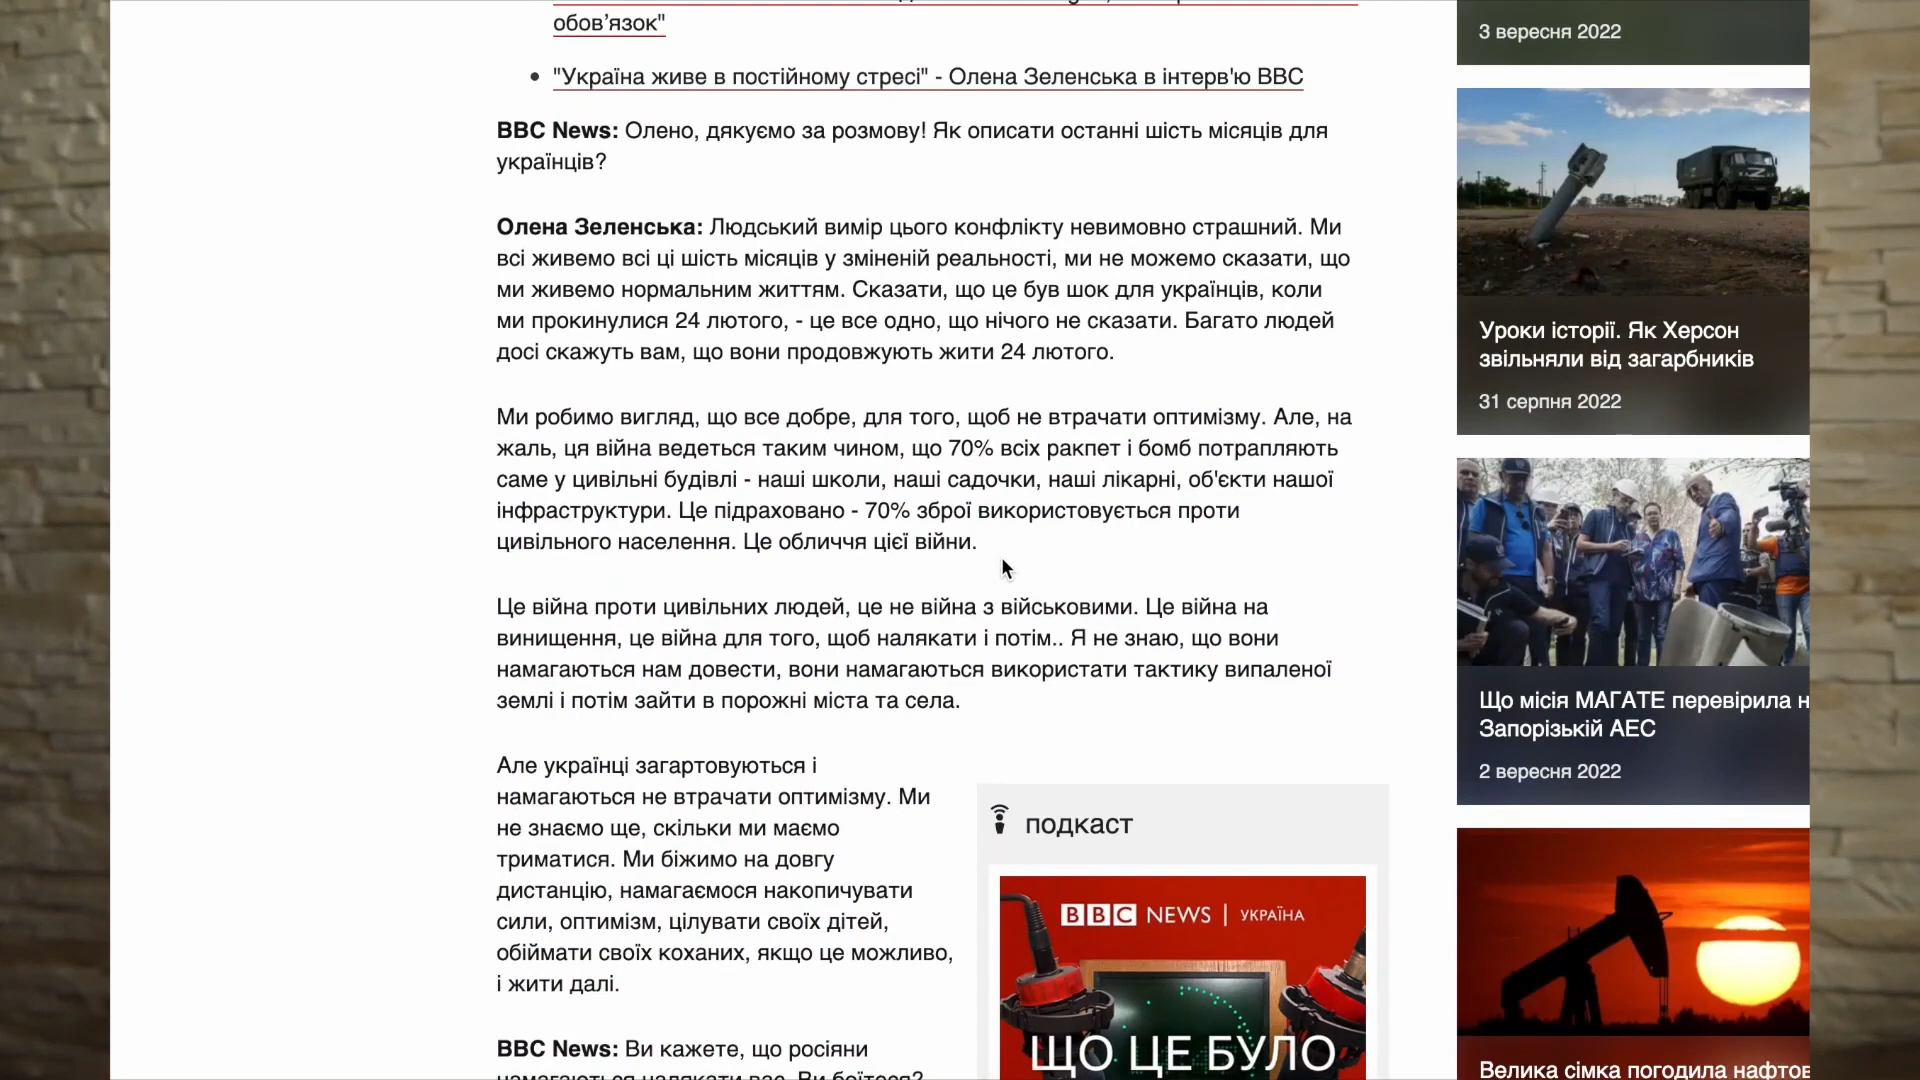 обов’язок"
"Україна живе в постійному стресі" - Олена Зеленська в інтерв'ю BBC
BBC News: Олено, дякуємо за розмову! Як описати останні шість місяців для
українців?
Олена Зеленська: Людський вимір цього конфлікту невимовно страшний. Ми
всі живемо всі ці шість місяців у зміненій реальності, ми не можемо сказати, що
ми живемо нормальним життям. Сказати, що це був шок для українців, коли
ми прокинулися 24 лютого, - це все одно, що нічого не сказати. Багато людей
досі скажуть вам, що вони продовжують жити 24 лютого.
Ми робимо вигляд, що все добре, для того, щоб не втрачати оптимізму. Але, на
жаль, ця війна ведеться таким чином, що 70% всіх ракпет і бомб потрапляють
саме у цивільні будівлі - наші школи, наші садочки, наші лікарні, об'єкти нашої
інфраструктури. Це підраховано - 70% зброї використовується проти
цивільного населення. Це обличчя цієї війни.
Це війна проти цивільних людей, це не війна з військовими. Це війна на
винищення, це війна для того, щоб налякати і потім.. Я не знаю, що вони
намагаються нам довести, вони намагаються використати тактику випаленої
землі і потім зайти в порожні міста та села.
Але українці загартовуються і
намагаються не втрачати оптимізму. Ми
не знаємо ще, скільки ми маємо
триматися. Ми біжимо на довгу
дистанцію, намагаємося накопичувати
сили, оптимізм, цілувати своїх дітей,
обіймати своїх коханих, якщо це можливо,
і жити далі.
BBC News: Ви кажете, що росіяни
намагаються налякати вас. Ви боїтеся?
подкаст
BBC NEWS | УКРАЇНА
ЩО ЦЕ БУЛО
3 вересня 2022
Z
Уроки історії. Як Херсон
звільняли від загарбників
31 серпня 2022
Що місія МАГАТЕ перевірила н
Запорізькій АЕС
2 вересня 2022
Велика сімка погодила нафтов